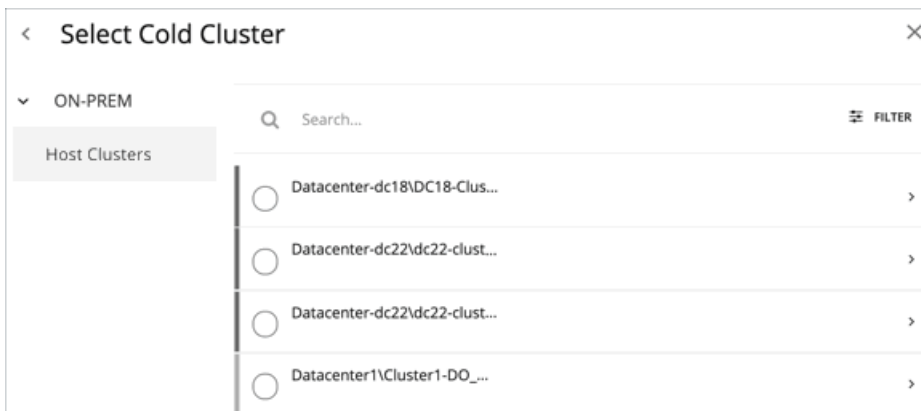 Select Cold Cluster
ON-PREM
Host Clusters
Search...
FILTER
Datacenter-dc18\DC18-Clus...
Datacenter-dc22\dc22-clust...
Datacenter-dc22\dc22-clust...
Datacenter1\Cluster1-DO_...